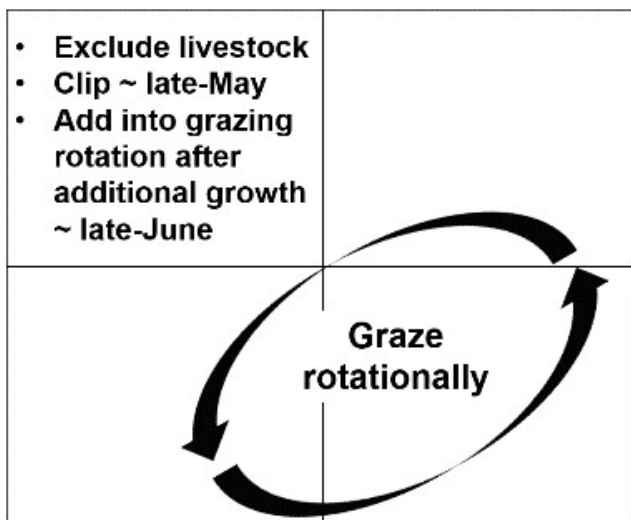 • Exclude livestock
• Clip ~ late-May
• Add into grazing
rotation after
additional growth
~ late-June
Graze
rotationally